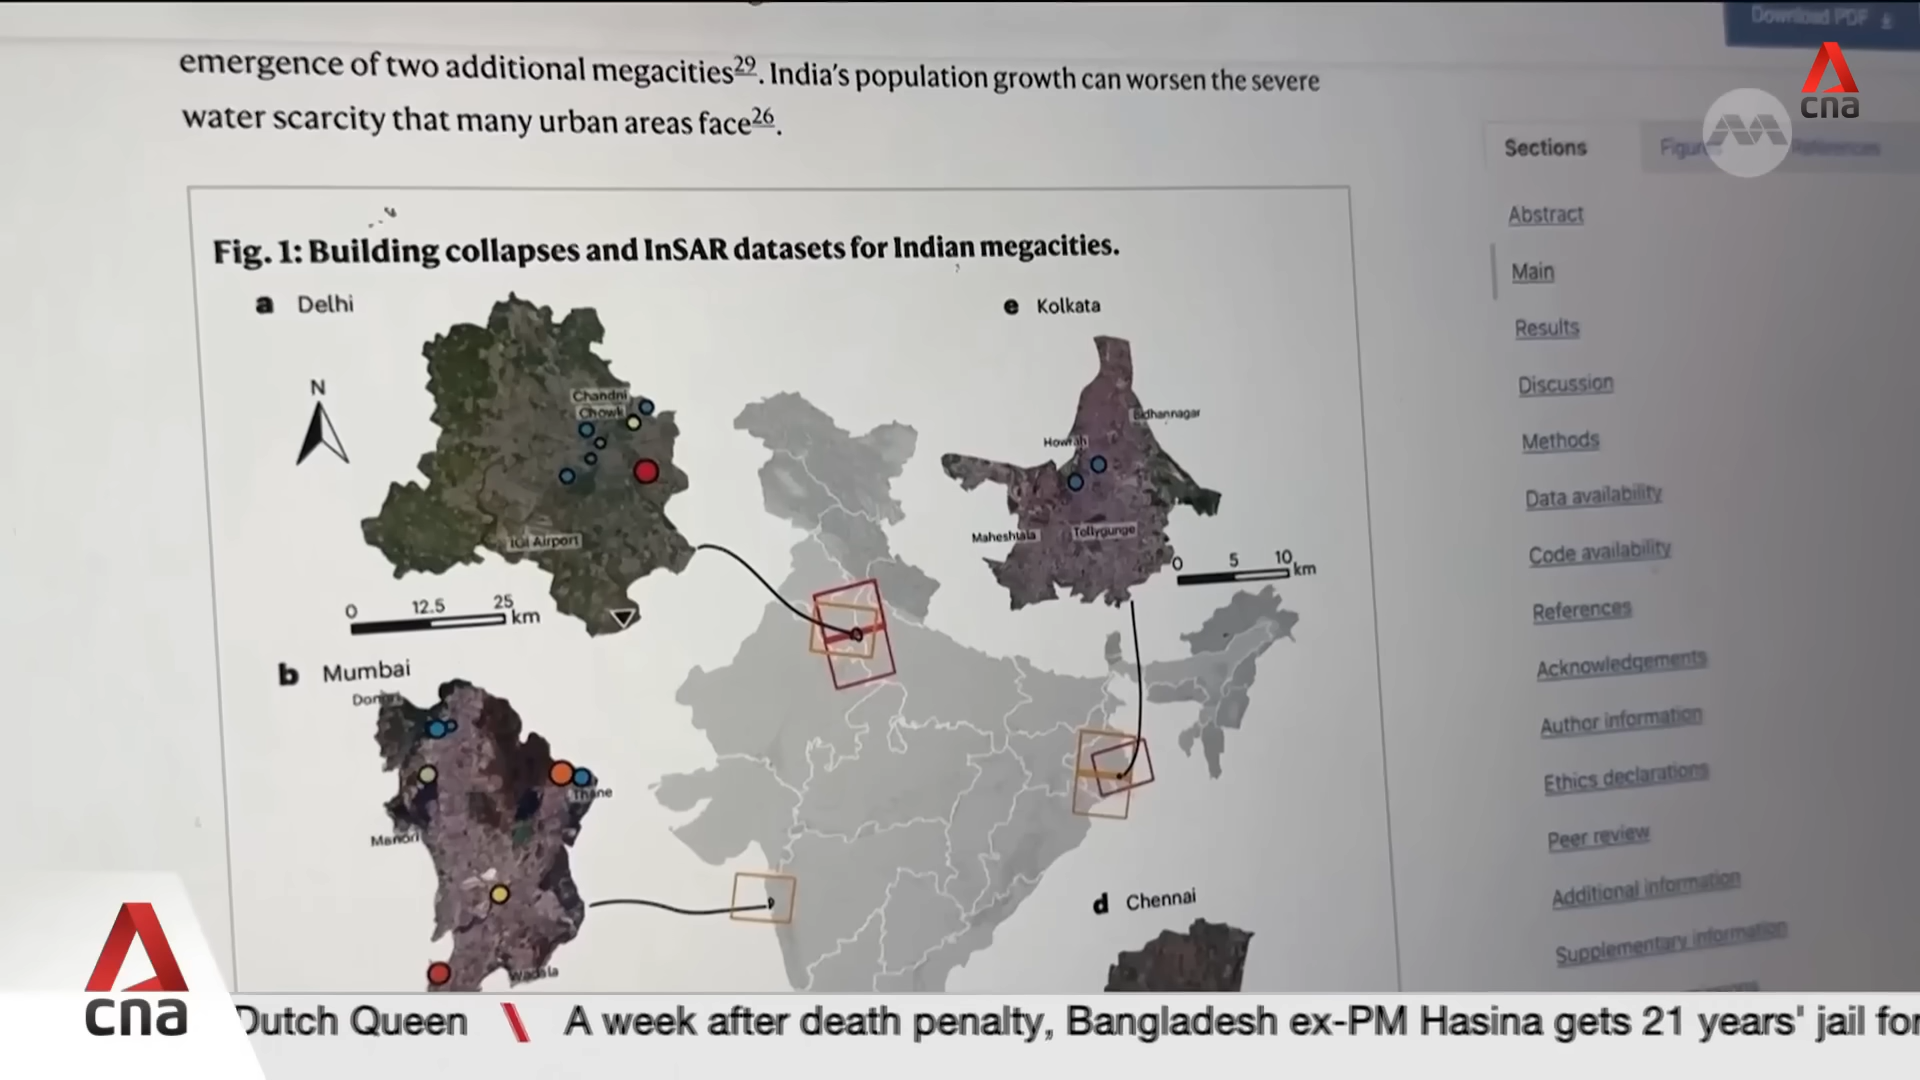 Download PDF
emergence of two additional megacities29. India's population growth can worsen the severe
water scarcity that many urban areas face26.
cna
Sections
References
Abstract
Main
Results
Discussion
Methods
Data availability
Code availability
References
Acknowledgements
Author information
Ethics declarations
Peer review
Additional information
Supplementary information
Fig. 1: Building collapses and InSAR datasets for Indian megacities.
a Delhi
N
Chandni
Chowk
IGI Airport
0 12.5 25 km
e Kolkata
Bidhannagar
Howrah
Maheshtala
Tollygunge
0 5 10 km
b Mumbai
Thane
Manori
Wadala
d Chennai
cna
Dutch Queen \ A week after death penalty, Bangladesh ex-PM Hasina gets 21 years' jail for